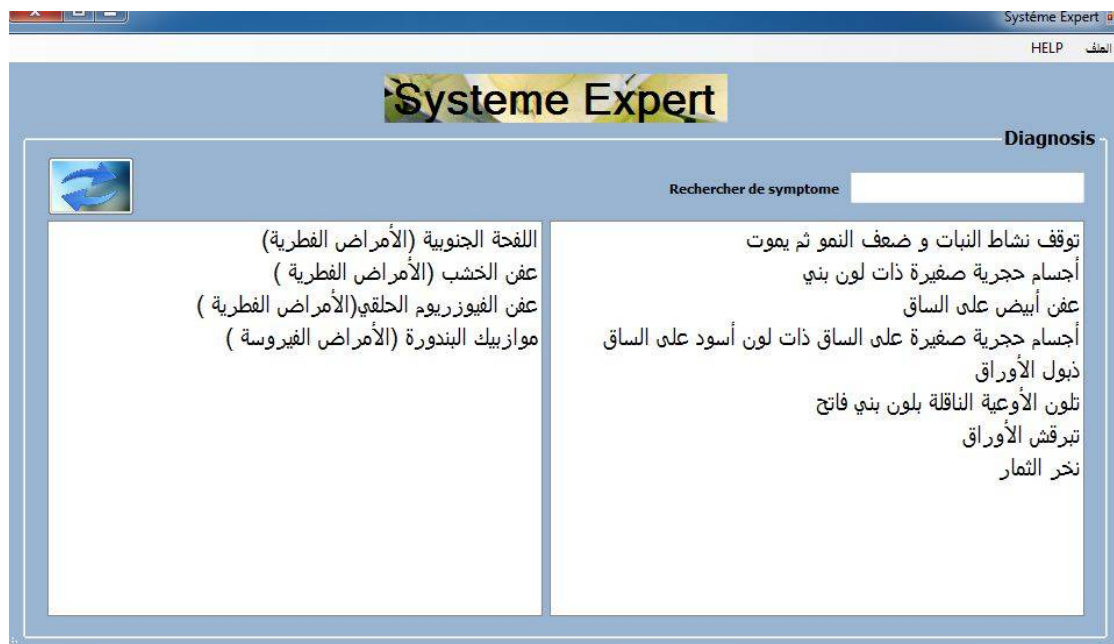 Systéme Expert
الملف HELP
Systeme Expert
Diagnosis
Rechercher de symptome
توقف نشاط النبات و ضعف النمو ثم يموت
أجسام حجرية صغيرة ذات لون بني
عفن أبيض على الساق
أجسام حجرية صغيرة على الساق ذات لون أسود على الساق
ذبول الأوراق
تلون الأوعية الناقلة بلون بني فاتح
تبرقش الأوراق
نخر الثمار
اللفحة الجنوبية (الأمراض الفطرية)
عفن الخشب (الأمراض الفطرية )
عفن الفيوزريوم الحلقي(الأمراض الفطرية )
موازبيك البندورة (الأمراض الفيروسة )